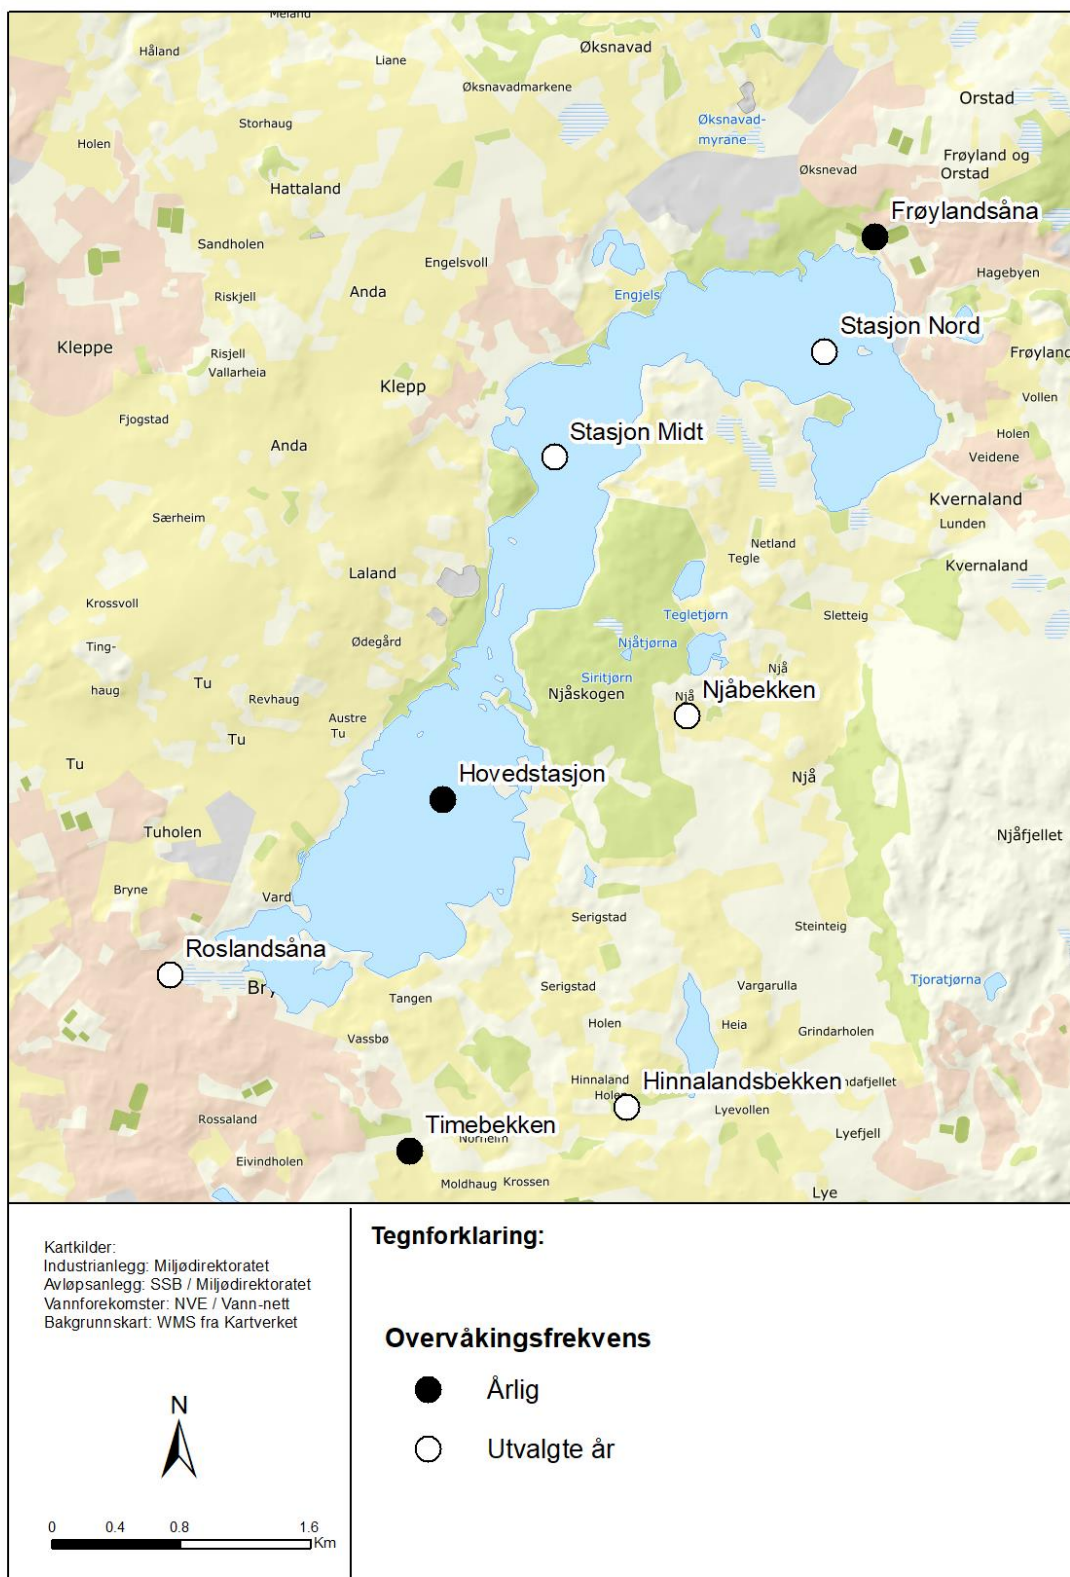 Meland
Håland
Liane
Øksnavad
Øksnavadmarkene
Orstad
Storhaug
Øksnavad-
myrane
Holen
Frøyland og
Orstad
Øksnevad
Hattaland
Frøylandsåna
Sandholen
Engelsvoll
Hagebyen
Riskjell
Anda
Engjels
Stasjon Nord
Kleppe
Risjell
Vallarheia
Frøyland
Klepp
Vollen
Fjogstad
Stasjon Midt
Holen
Anda
Veidene
Kvernaland
Særheim
Lunden
Netland
Tegle
Kvernaland
Laland
Krossvoll
Tegletjørn
Sletteig
Ting-
haug
Ødegård
Njåtjørna
Siritjørn
Njå
Tu
Revhaug
Njåskogen
Njå
Njåbekken
Austre
Tu
Tu
Tu
Hovedstasjon
Njå
Tuholen
Njåfjellet
Bryne
Vard
Serigstad
Steinteig
Roslandsåna
Bry
Tangen
Serigstad
Vargarulla
Tjoratjørna
Vassbø
Holen
Heia
Grindarholen
Hinnaland
Holen
Hinnalandsbekken
ndafjellet
Rossaland
Timebekken
Norheim
Lyevollen
Lyefjell
Eivindholen
Moldhaug
Krossen
Lye
Kartkilder:
Industrianlegg: Miljødirektoratet
Avløpsanlegg: SSB / Miljødirektoratet
Vannforekomster: NVE / Vann-nett
Bakgrunnskart: WMS fra Kartverket
N
0 0.4 0.8 1.6
Km
Tegnforklaring:
Overvåkingsfrekvens
Årlig
Utvalgte år